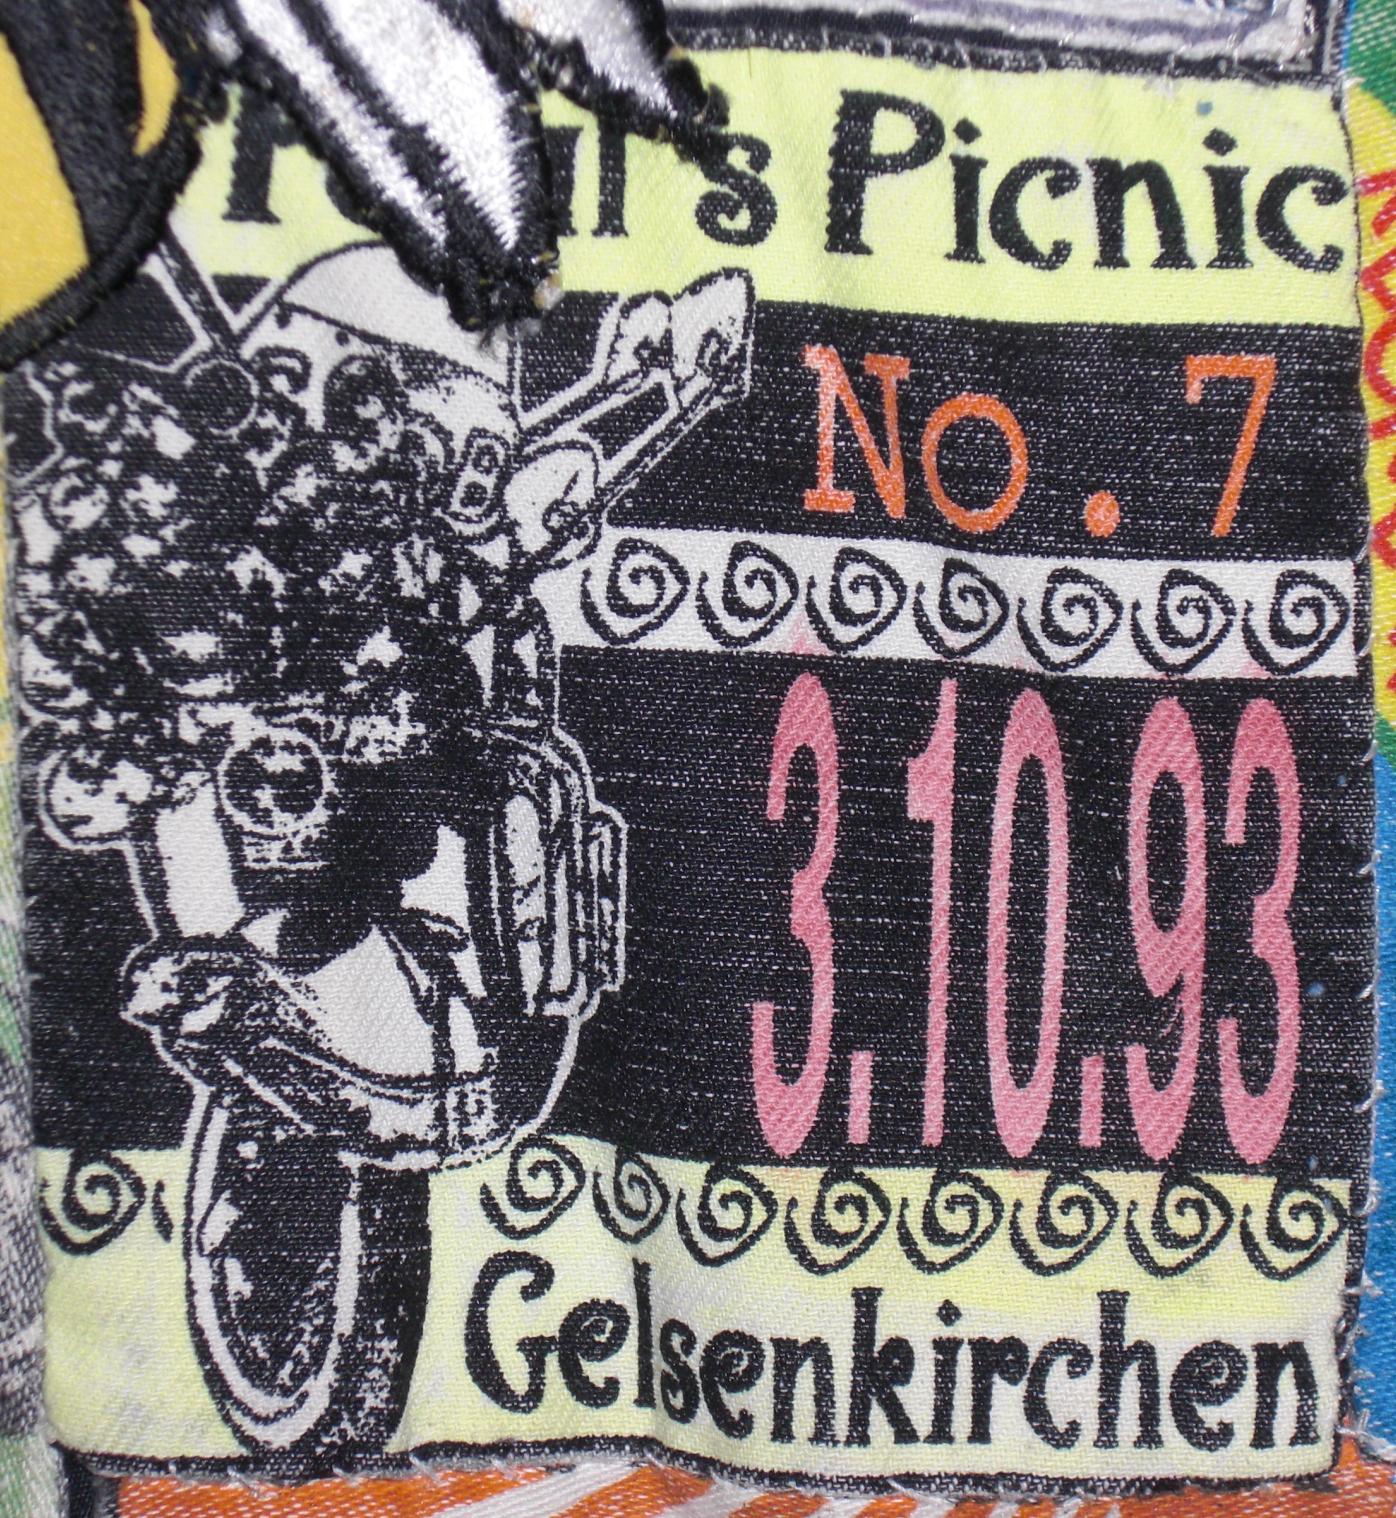 Picnic
No. 7
3.10.93
Gelsenkirchen